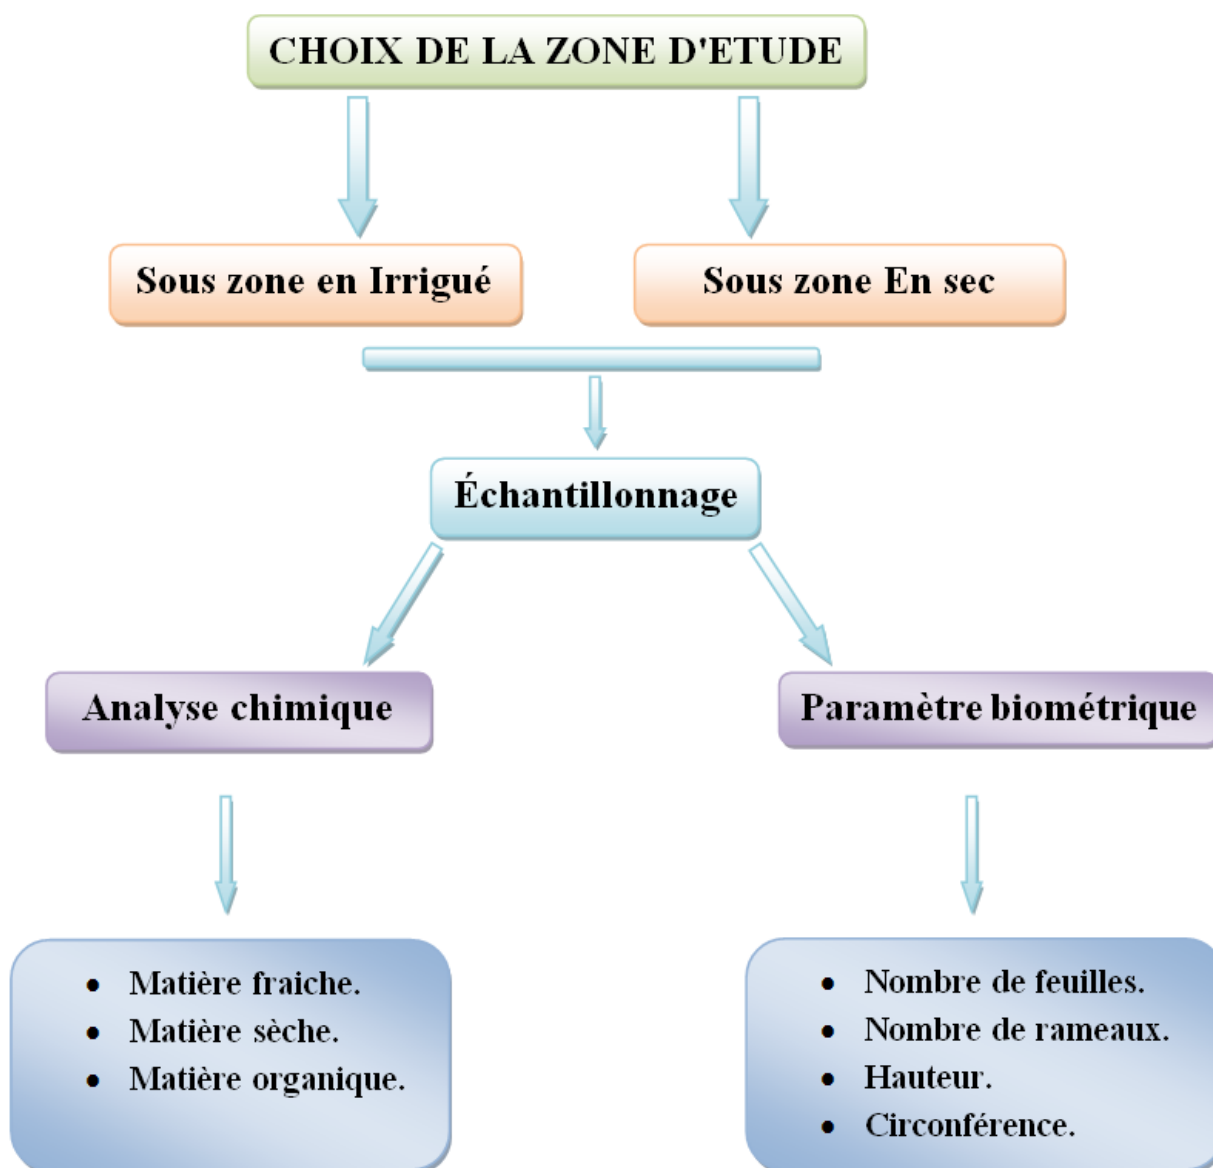 CHOIX DE LA ZONE D'ETUDE
Sous zone en Irrigué
Sous zone En sec
Échantillonnage
Analyse chimique
Paramètre biométrique
• Matière fraiche.
• Matière sèche.
• Matière organique.
• Nombre de feuilles.
• Nombre de rameaux.
• Hauteur.
• Circonférence.